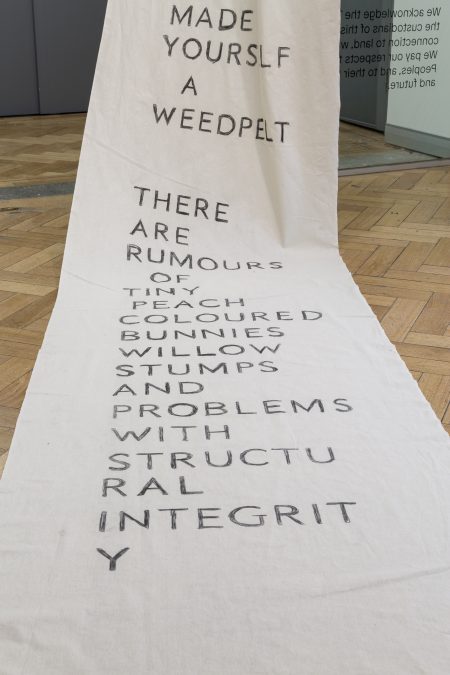 MADE
YOURSLF
A
WEEDPELT
THERE
ARE
RUMOURS
OF
TINY
PEACH
COLOURED
BUNNIES
WILLOW
STUMPS
AND
PROBLEMS
WITH
STRUCTU
RAL
INTEGRIT
Y
We acknowledge the
the custodians of this
connection to land,
We pay our respects
Peoples, and to
and future.